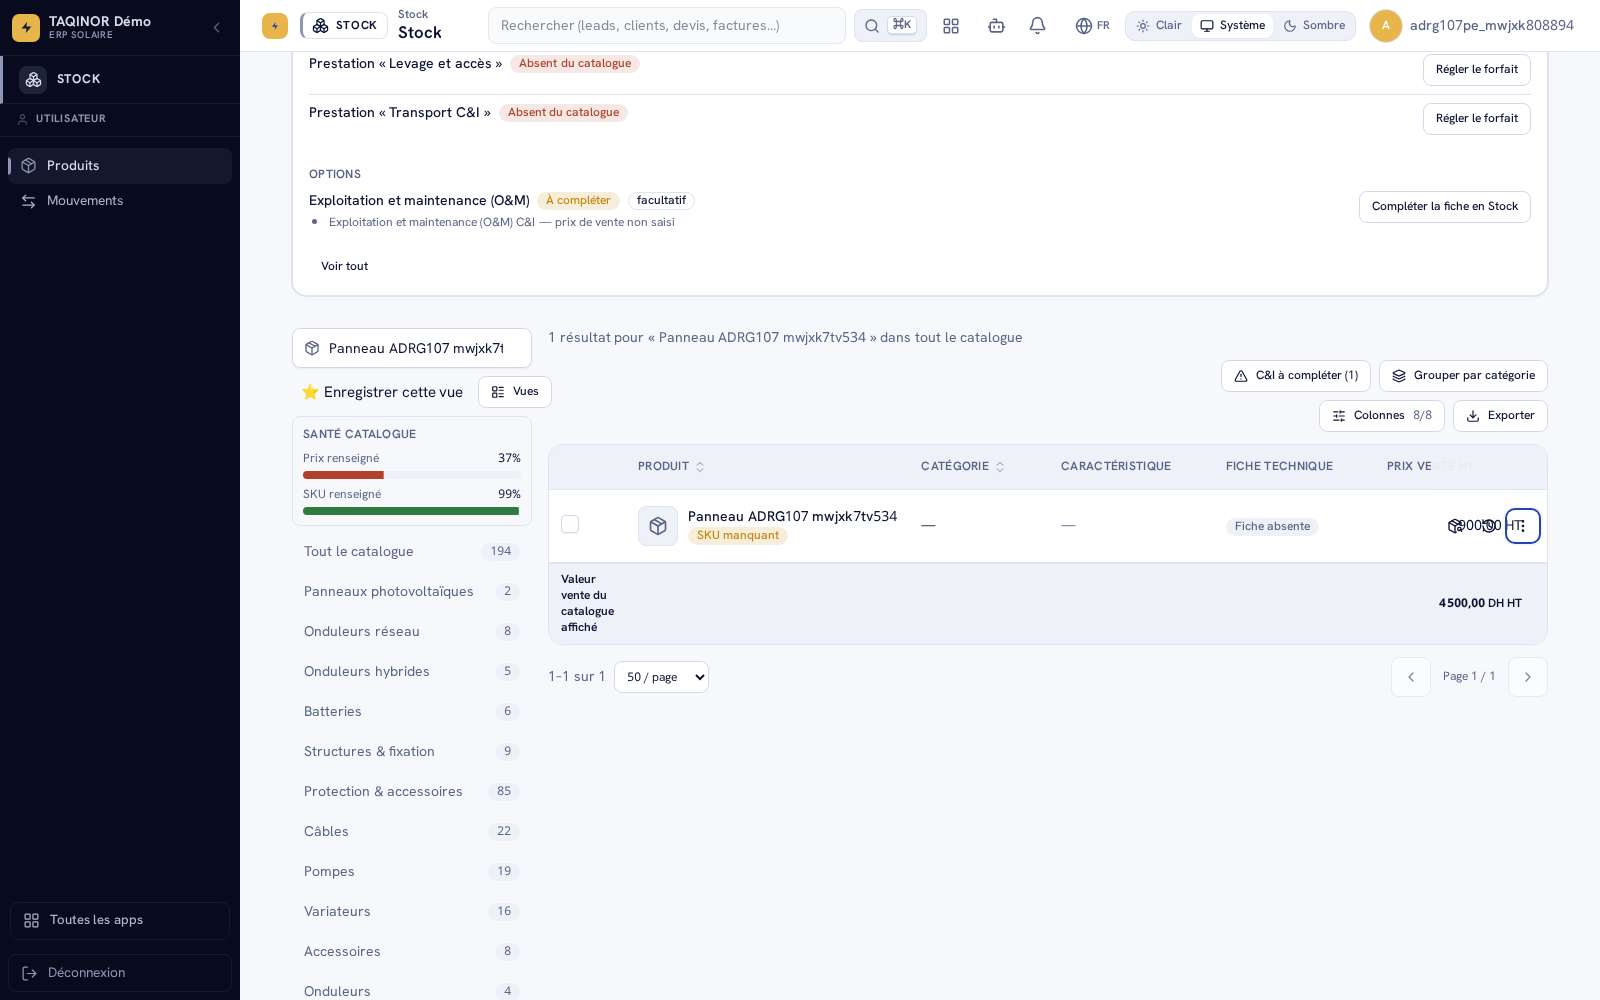 TAQINOR Démo
ERP SOLAIRE
STOCK
UTILISATEUR
Produits
Mouvements
Toutes les apps
Déconnexion
STOCK
Stock
Stock
Rechercher (leads, clients, devis, factures...)
⌘K
FR
Clair
Système
Sombre
A
adrg107pe_mwjxk808894
Prestation « Levage et accès »
Absent du catalogue
Régler le forfait
Prestation « Transport C&I »
Absent du catalogue
Régler le forfait
OPTIONS
Exploitation et maintenance (O&M)
À compléter
facultatif
Compléter la fiche en Stock
Exploitation et maintenance (O&M) C&I — prix de vente non saisi
Voir tout
Panneau ADRG107 mwjxk7t
⭐ Enregistrer cette vue
Vues
SANTÉ CATALOGUE
Prix renseigné 37%
SKU renseigné 99%
Tout le catalogue 194
Panneaux photovoltaïques 2
Onduleurs réseau 8
Onduleurs hybrides 5
Batteries 6
Structures & fixation 9
Protection & accessoires 85
Câbles 22
Pompes 19
Variateurs 16
Accessoires 8
Onduleurs 4
1 résultat pour « Panneau ADRG107 mwjxk7tv534 » dans tout le catalogue
C&I à compléter (1)
Grouper par catégorie
Colonnes 8/8
Exporter
PRODUIT CATÉGORIE CARACTÉRISTIQUE FICHE TECHNIQUE PRIX VENTE HT
Panneau ADRG107 mwjxk7tv534 — — Fiche absente
SKU manquant
Valeur
vente du
catalogue
affiché
4 500,00 DH HT
1–1 sur 1
50 / page
Page 1 / 1